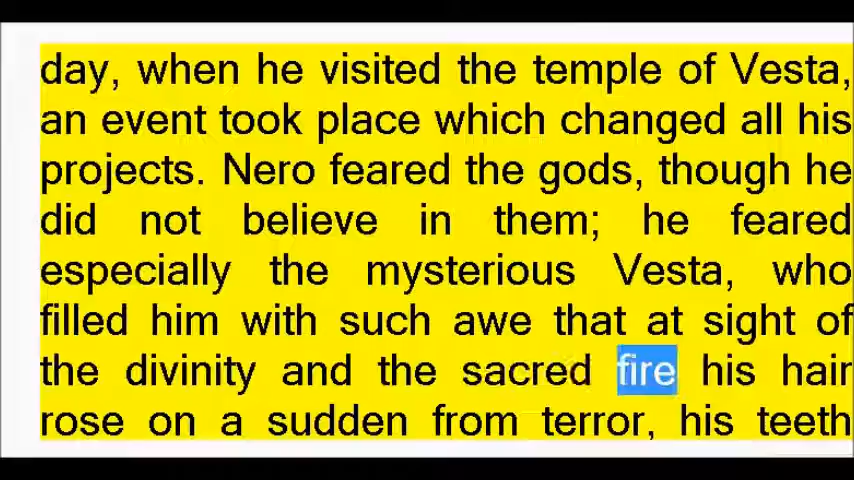 day, when he visited the temple of Vesta,
an event took place which changed all his
projects. Nero feared the gods, though he
did not believe in them; he feared
especially the mysterious Vesta, who
filled him with such awe that at sight of
the divinity and the sacred fire his hair
rose on a sudden from terror, his teeth